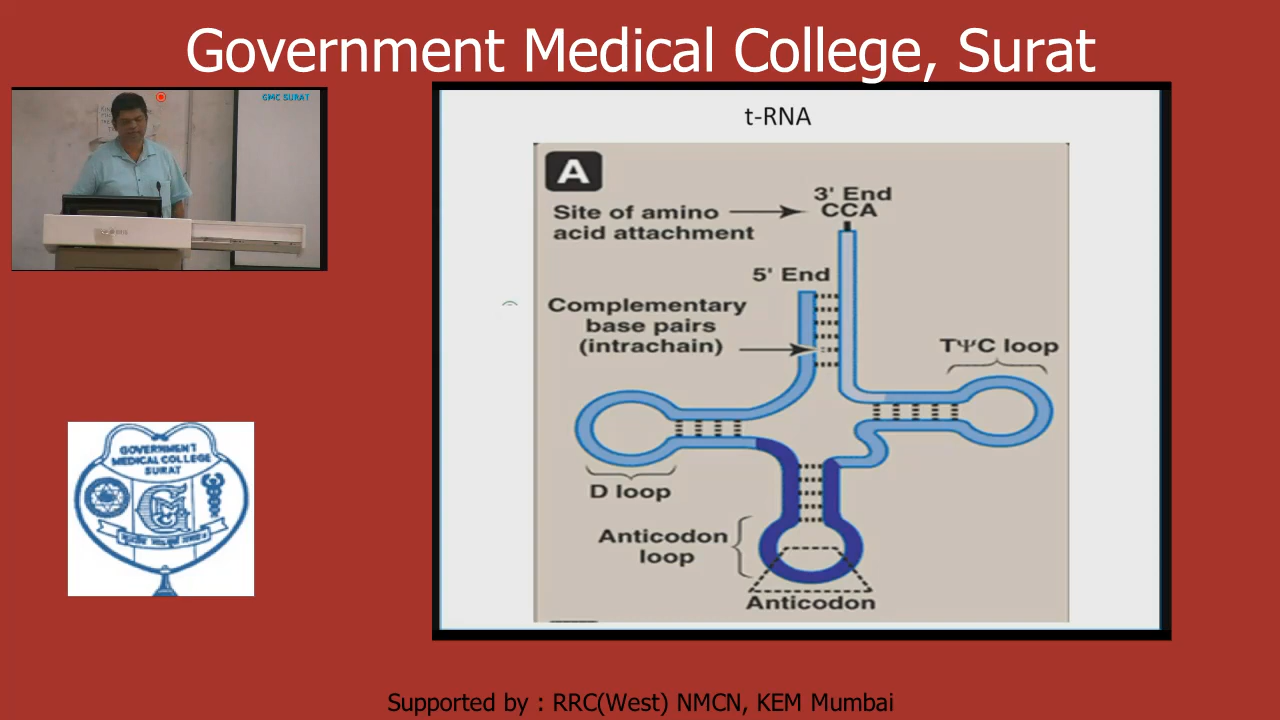 Government Medical College, Surat
GMC SURAT
t-RNA
A
3' End
CCA
Site of amino
acid attachment
5' End
Complementary
base pairs
(intrachain)
TΨC loop
D loop
Anticodon
loop
Anticodon
GOVERNMENT
MEDICAL COLLEGE
SURAT
Supported by : RRC(West) NMCN, KEM Mumbai